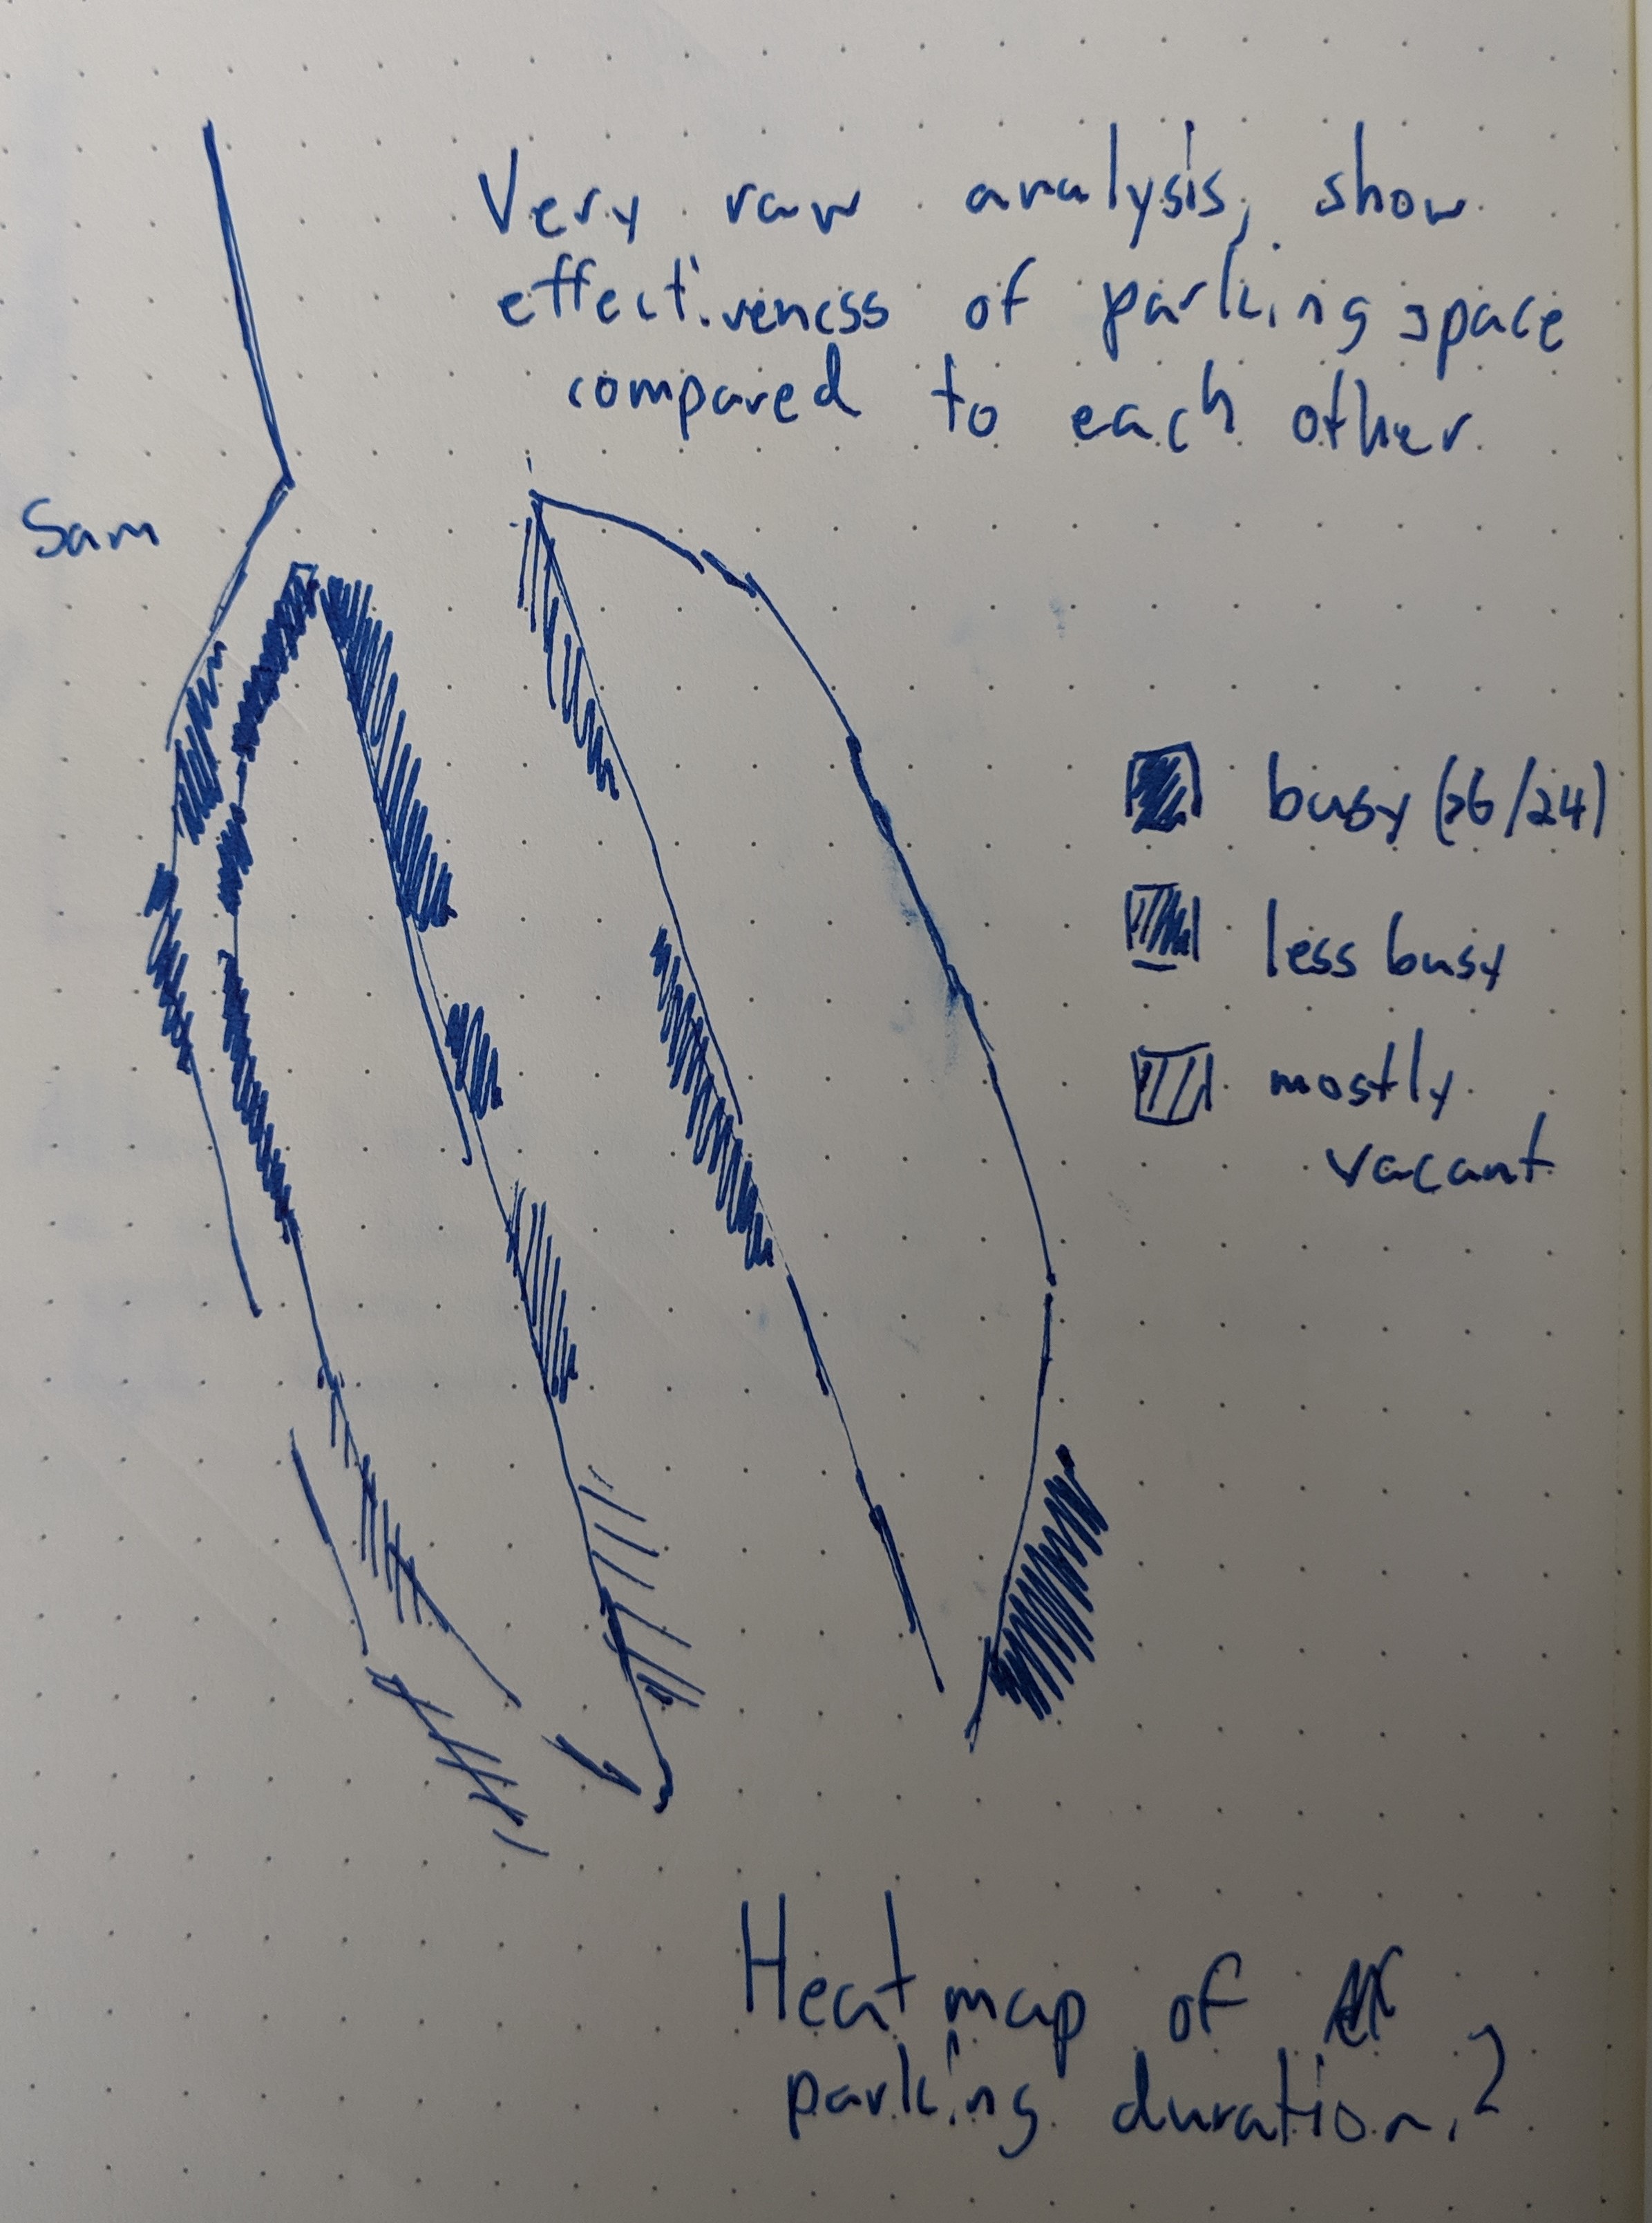 Very raw analysis, show
effectiveness of parking space
compared to each other
Sam
busy (26/24)
less busy
mostly
vacant
Heat map of
parking duration.?